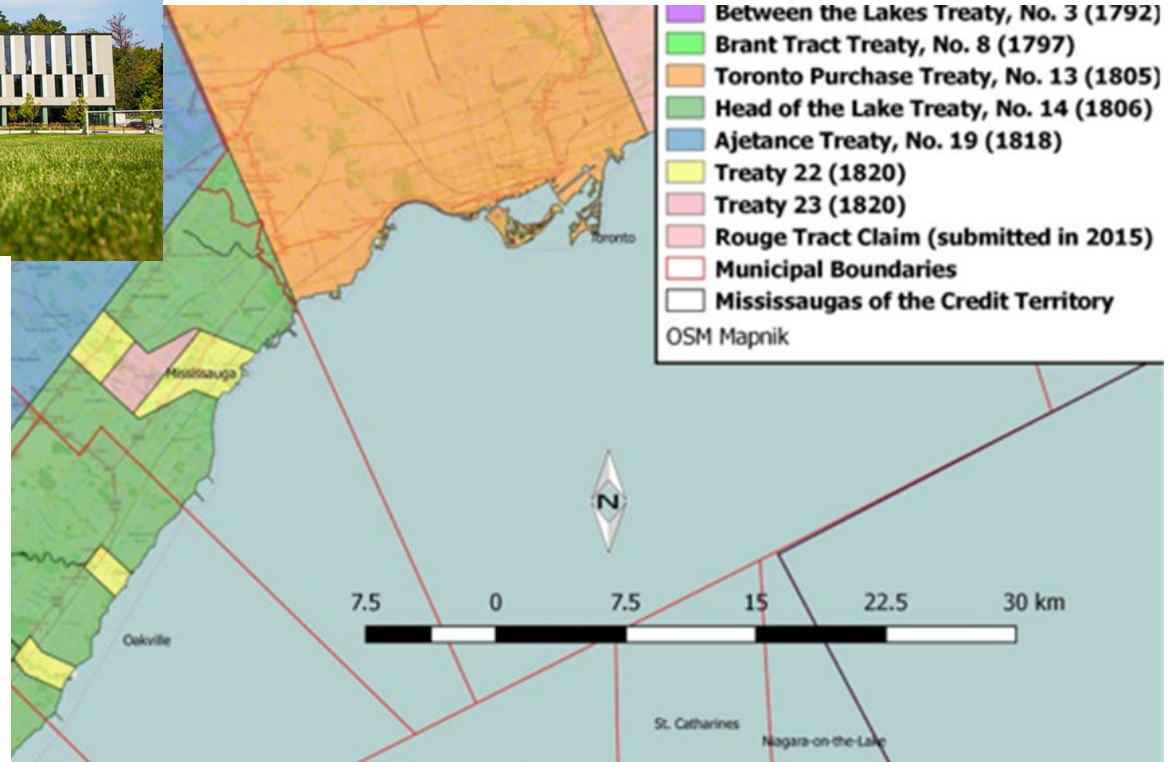 Between the Lakes Treaty, No. 3 (1792)
Brant Tract Treaty, No. 8 (1797)
Toronto Purchase Treaty, No. 13 (1805)
Head of the Lake Treaty, No. 14 (1806)
Ajetance Treaty, No. 19 (1818)
Treaty 22 (1820)
Treaty 23 (1820)
Rouge Tract Claim (submitted in 2015)
Municipal Boundaries
Mississaugas of the Credit Territory
OSM Mapnik
Toronto
Mississauga
N
7.5 0 7.5 15 22.5 30 km
Oakville
St. Catharines
Niagara-on-the-Lake